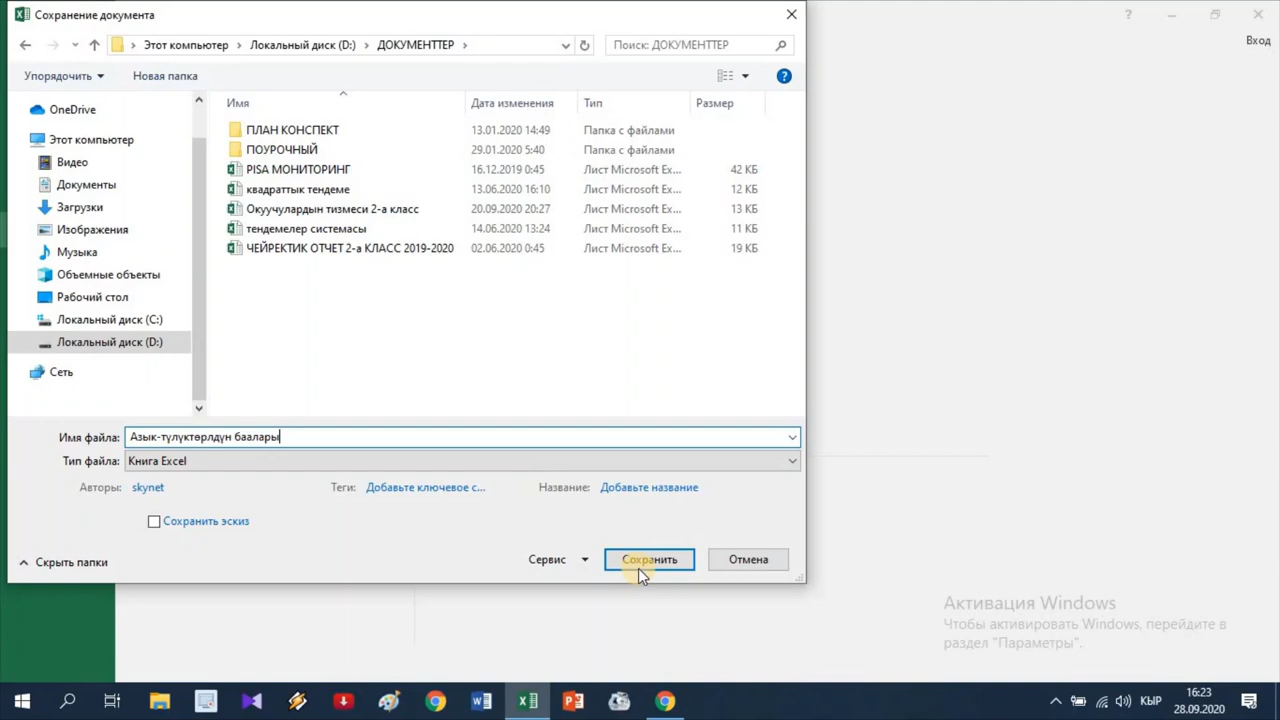 Сохранение документа
Вход
Этот компьютер › Локальный диск (D:) › ДОКУМЕНТТЕР ›
Поиск: ДОКУМЕНТТЕР
Упорядочить
Новая папка
OneDrive
Этот компьютер
Видео
Документы
Загрузки
Изображения
Музыка
Объемные объекты
Рабочий стол
Локальный диск (C:)
Локальный диск (D:)
Сеть
Имя Дата изменения Тип Размер
ПЛАН КОНСПЕКТ 13.01.2020 14:49 Папка с файлами
ПОУРОЧНЫЙ 29.01.2020 5:40 Папка с файлами
PISA МОНИТОРИНГ 16.12.2019 0:45 Лист Microsoft Ex... 42 КБ
квадраттык тендеме 13.06.2020 16:10 Лист Microsoft Ex... 12 КБ
Окуучулардын тизмеси 2-а класс 20.09.2020 20:27 Лист Microsoft Ex... 13 КБ
тендемелер системасы 14.06.2020 13:24 Лист Microsoft Ex... 11 КБ
ЧЕЙРЕКТИК ОТЧЕТ 2-а КЛАСС 2019-2020 02.06.2020 0:45 Лист Microsoft Ex... 19 КБ
Имя файла: Азык-түлүктөрлдүн баалары
Тип файла: Книга Excel
Авторы: skynet Теги: Добавьте ключевое с... Название: Добавьте название
Сохранить эскиз
Скрыть папки
Сервис
Сохранить
Отмена
Активация Windows
Чтобы активировать Windows, перейдите в
раздел "Параметры".
КЫР
16:23
28.09.2020